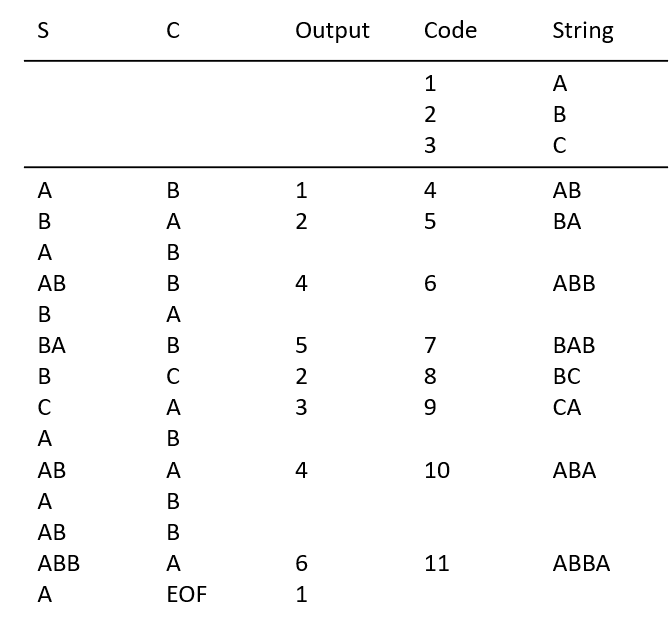 S C Output Code String
1 A
2 B
3 C
A B 1 4 AB
B A 2 5 BA
A B
AB B 4 6 ABB
B A
BA B 5 7 BAB
B C 2 8 BC
C A 3 9 CA
A B
AB A 4 10 ABA
A B
AB B
ABB A 6 11 ABBA
A EOF 1